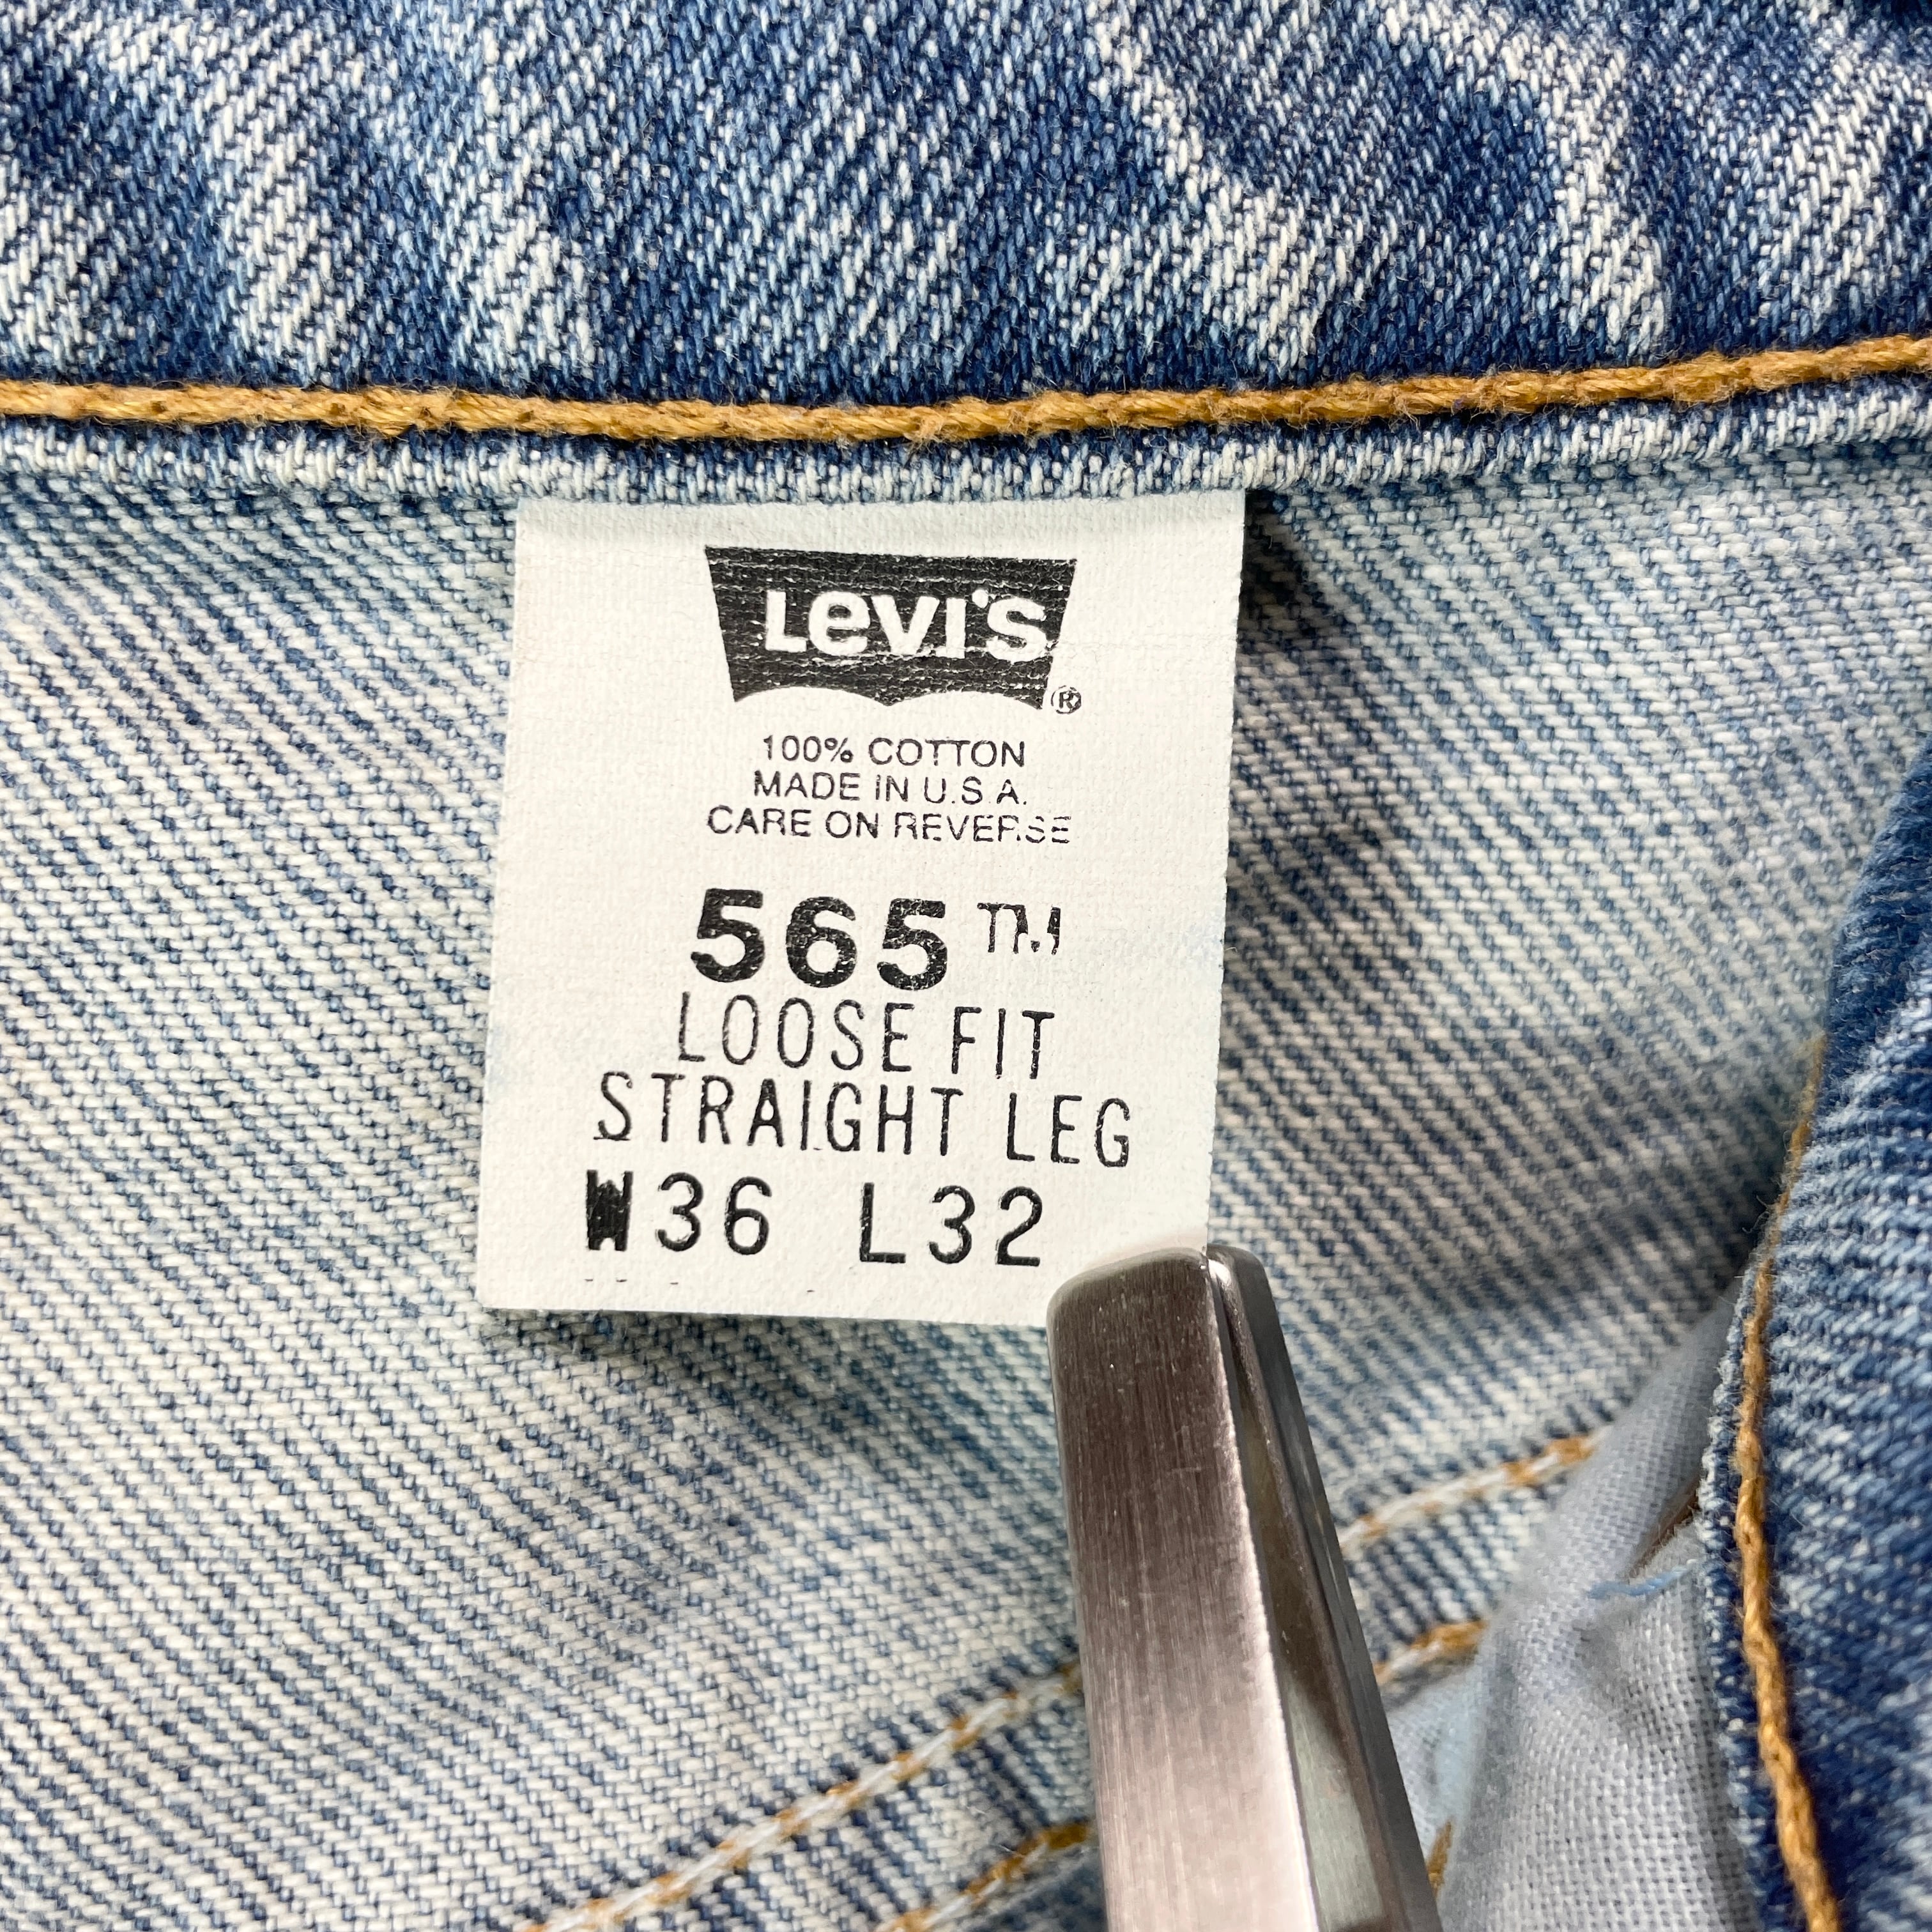 Levi's ®
100% COTTON
MADE IN U.S.A.
CARE ON REVERSE
565™
LOOSE FIT
STRAIGHT LEG
W36 L32